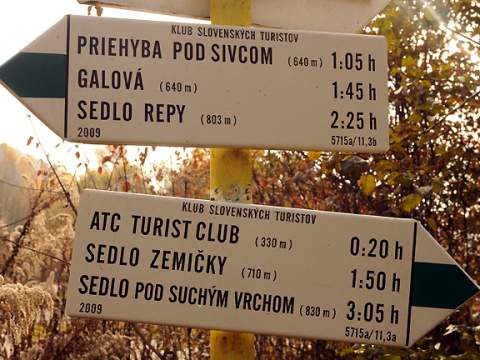 KLUB SLOVENSKÝCH TURISTOV
PRIEHYBA POD SIVCOM (640 m) 1:05 h
GALOVÁ (640 m) 1:45 h
SEDLO REPY (803 m) 2:25 h
2009 5715a/11,3b
KLUB SLOVENSKÝCH TURISTOV
ATC TURIST CLUB (330 m) 0:20 h
SEDLO ZEMIČKY (710 m) 1:50 h
SEDLO POD SUCHÝM VRCHOM (830 m) 3:05 h
2009 5715a/11,3a